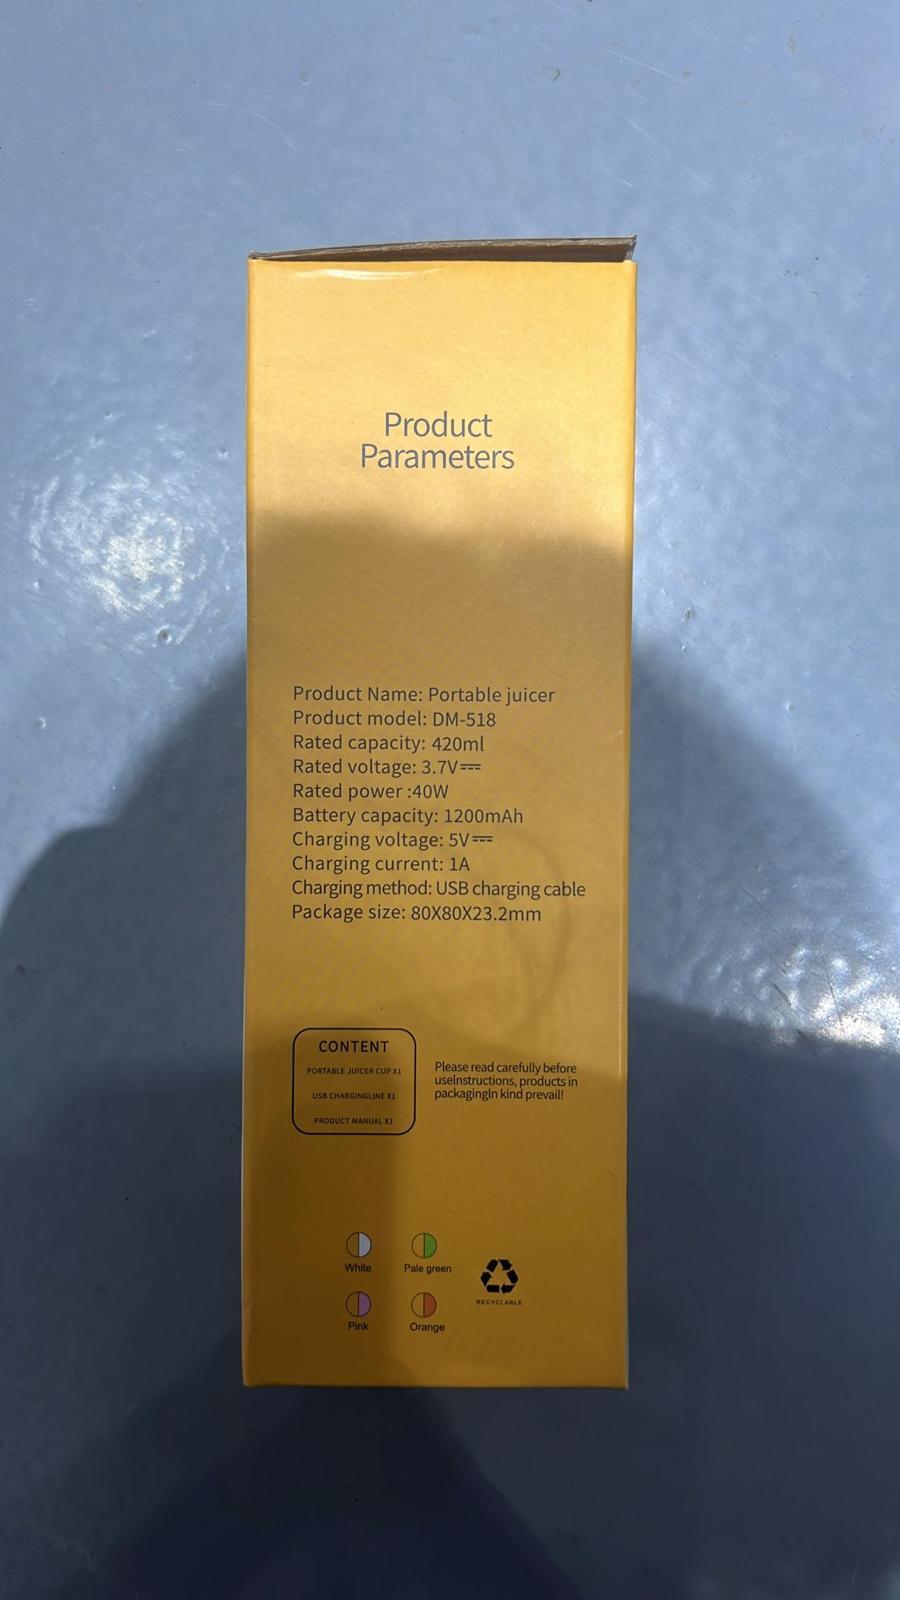 Product
Parameters
Product Name: Portable juicer
Product model: DM-518
Rated capacity: 420ml
Rated voltage: 3.7V⎓
Rated power :40W
Battery capacity: 1200mAh
Charging voltage: 5V⎓
Charging current: 1A
Charging method: USB charging cable
Package size: 80X80X23.2mm
CONTENT
PORTABLE JUICER CUP X1
USB CHARGINGLINE X1
PRODUCT MANUAL X1
Please read carefully before
useInstructions, products in
packagingIn kind prevail!
White
Pale green
Pink
Orange
RECYCLABLE